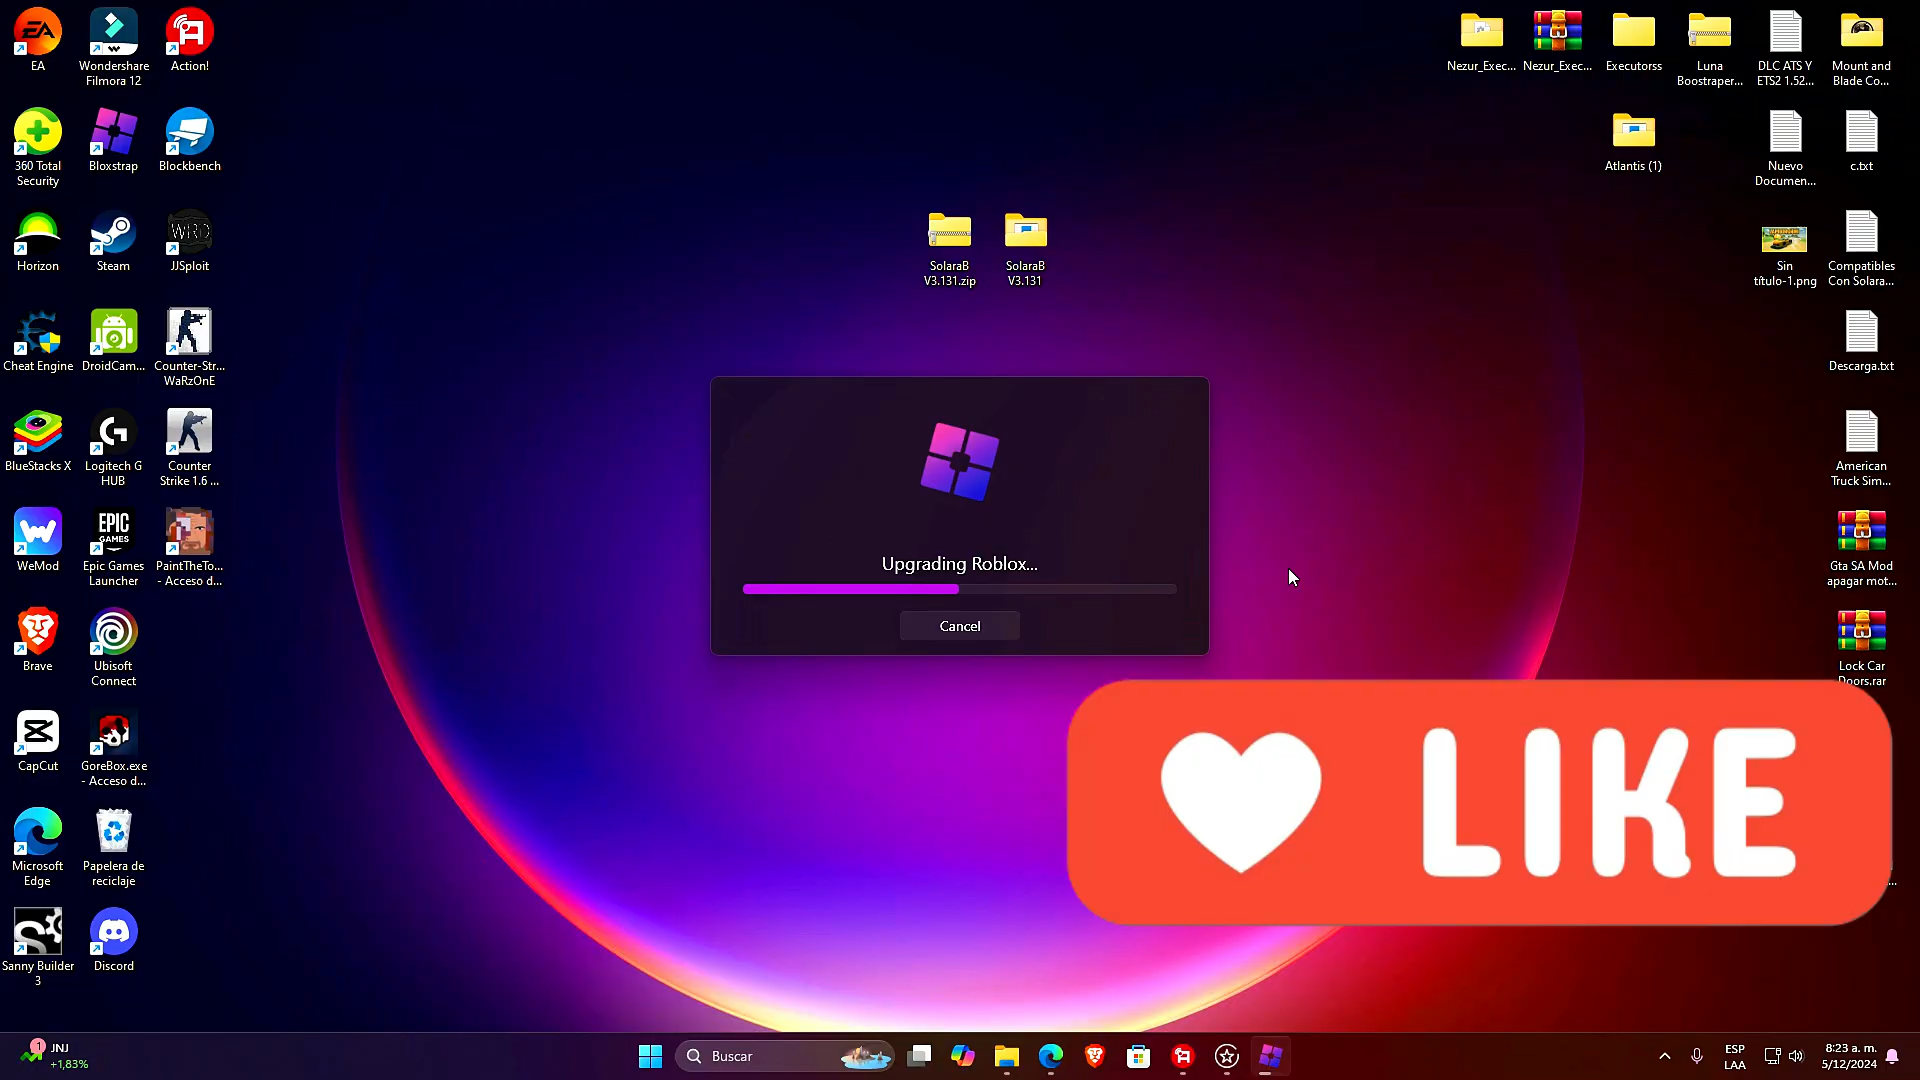 EA
Wondershare
Filmora 12
Action!
Nezur_Exec...
Nezur_Exec...
Executorss
Luna
Boostraper...
DLC ATS Y
ETS2 1.52...
Mount and
Blade Co...
360 Total
Security
Bloxstrap
Blockbench
Atlantis (1)
Nuevo
Documen...
c.txt
Horizon
Steam
WRD
JJSploit
SolaraB
V3.131.zip
SolaraB
V3.131
Sin
título-1.png
Compatibles
Con Solara...
Cheat Engine
DroidCam...
Counter-Str...
WaRzOnE
Descarga.txt
BlueStacks X
Logitech G
HUB
Counter
Strike 1.6 ...
American
Truck Sim...
WeMod
EPIC
GAMES
Epic Games
Launcher
PaintTheTo...
- Acceso d...
Upgrading Roblox...
Cancel
Gta SA Mod
apagar mot...
Brave
Ubisoft
Connect
Lock Car
Doors.rar
LIKE
CapCut
GoreBox.exe
- Acceso d...
Microsoft
Edge
Papelera de
reciclaje
Sanny Builder
3
Discord
1
JNJ
+1,83%
Buscar
ESP
LAA
8:23 a. m.
5/12/2024